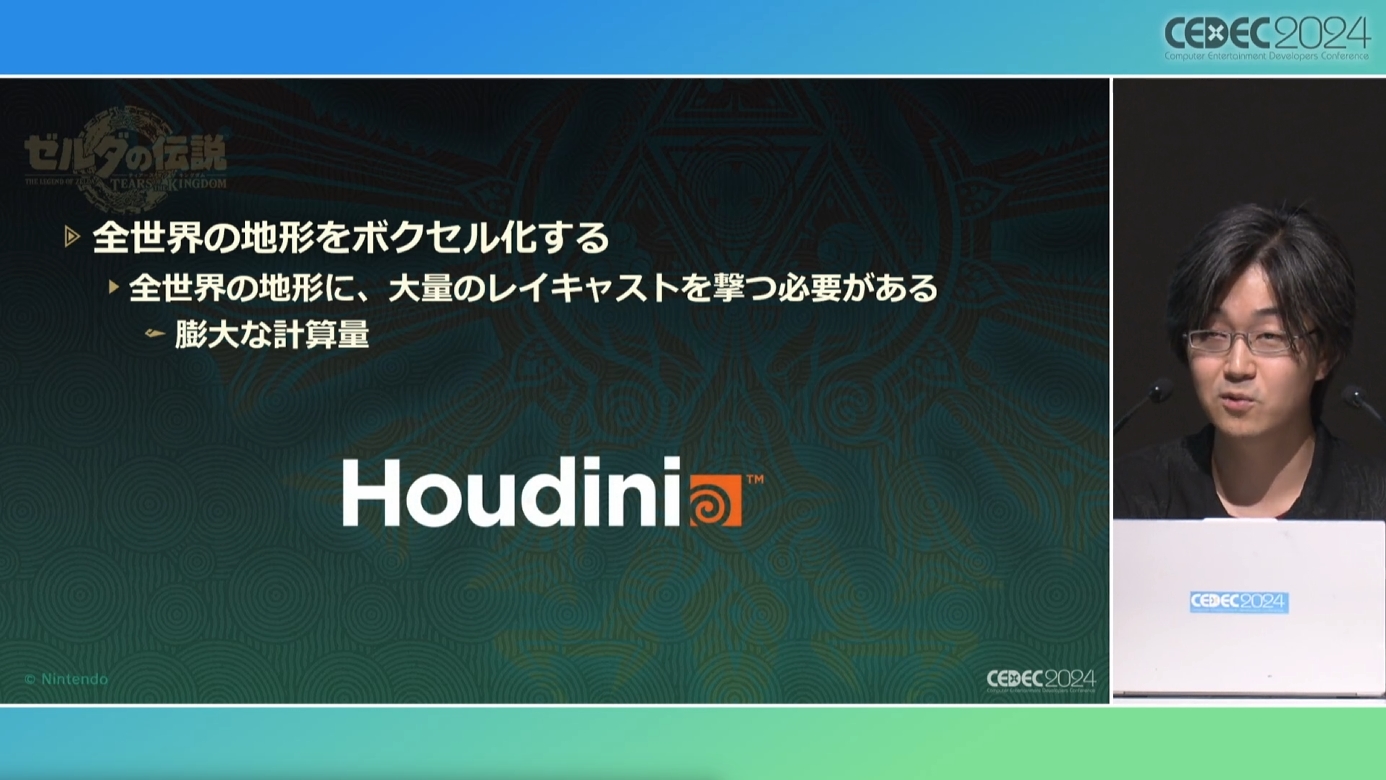 CEDEC2024
Computer Entertainment Developers Conference
ゼルダの伝説
THE LEGEND OF ZELDA
TEARS OF THE KINGDOM
全世界の地形をボクセル化する
全世界の地形に、大量のレイキャストを撃つ必要がある
膨大な計算量
Houdini™
© Nintendo
CEDEC2024
Computer Entertainment Developers Conference
CEDEC2024